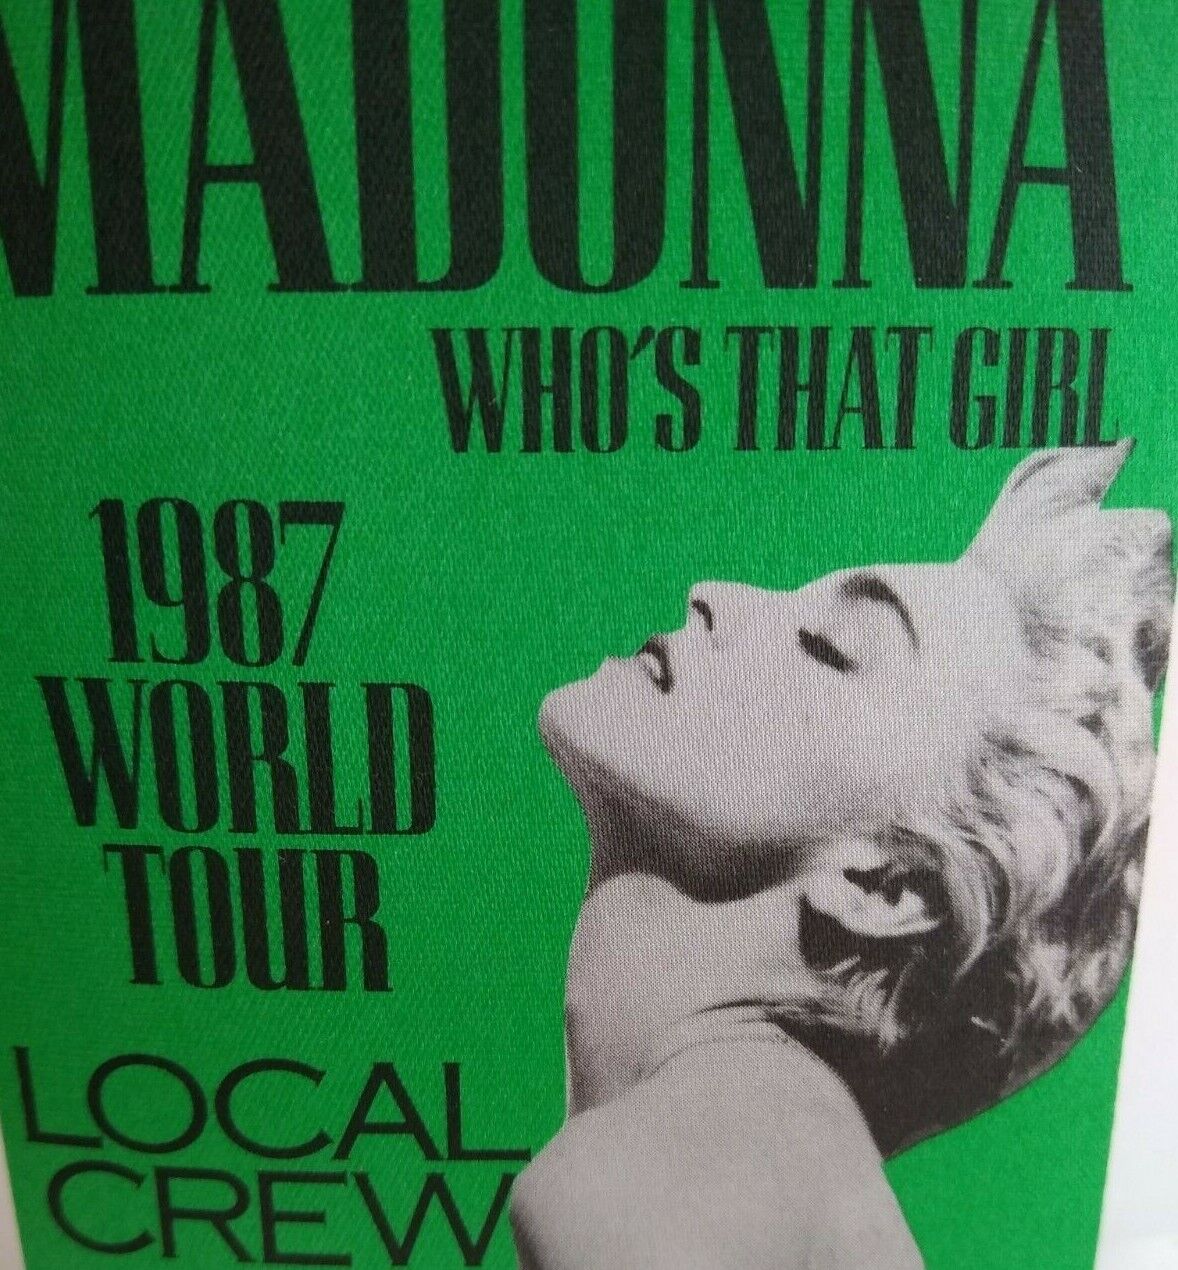 MADONNA
WHO'S THAT GIRL
1987
WORLD
TOUR
LOCAL
CREW